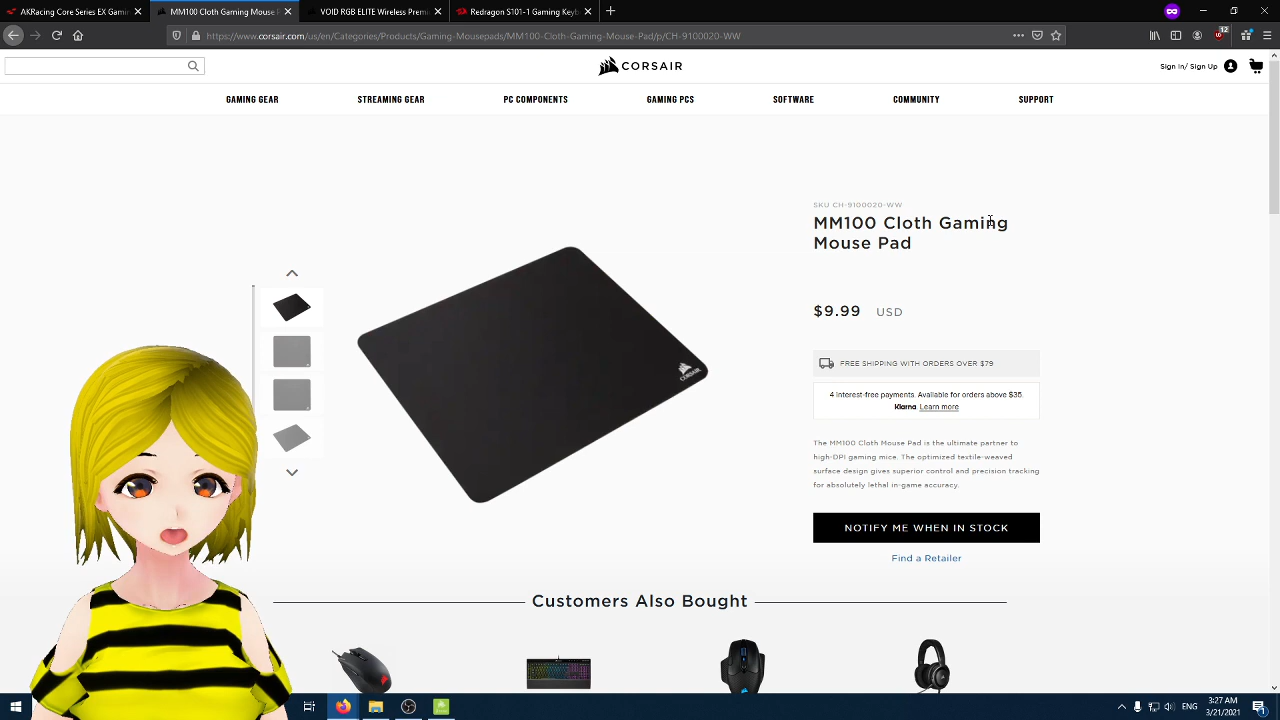 AKRacing Core Series EX Gaming
MM100 Cloth Gaming Mouse P
VOID RGB ELITE Wireless Premi
Redragon S101-1 Gaming Keyb
https://www.corsair.com/us/en/Categories/Products/Gaming-Mousepads/MM100-Cloth-Gaming-Mouse-Pad/p/CH-9100020-WW
32
CORSAIR
Sign In/ Sign Up
GAMING GEAR
STREAMING GEAR
PC COMPONENTS
GAMING PCS
SOFTWARE
COMMUNITY
SUPPORT
SKU CH-9100020-WW
MM100 Cloth Gaming
Mouse Pad
$9.99 USD
FREE SHIPPING WITH ORDERS OVER $79
4 interest-free payments. Available for orders above $35.
Klarna. Learn more
CORSAIR
The MM100 Cloth Mouse Pad is the ultimate partner to
high-DPI gaming mice. The optimized textile-weaved
surface design gives superior control and precision tracking
for absolutely lethal in-game accuracy.
NOTIFY ME WHEN IN STOCK
Find a Retailer
Customers Also Bought
ENG
3:27 AM
3/21/2021